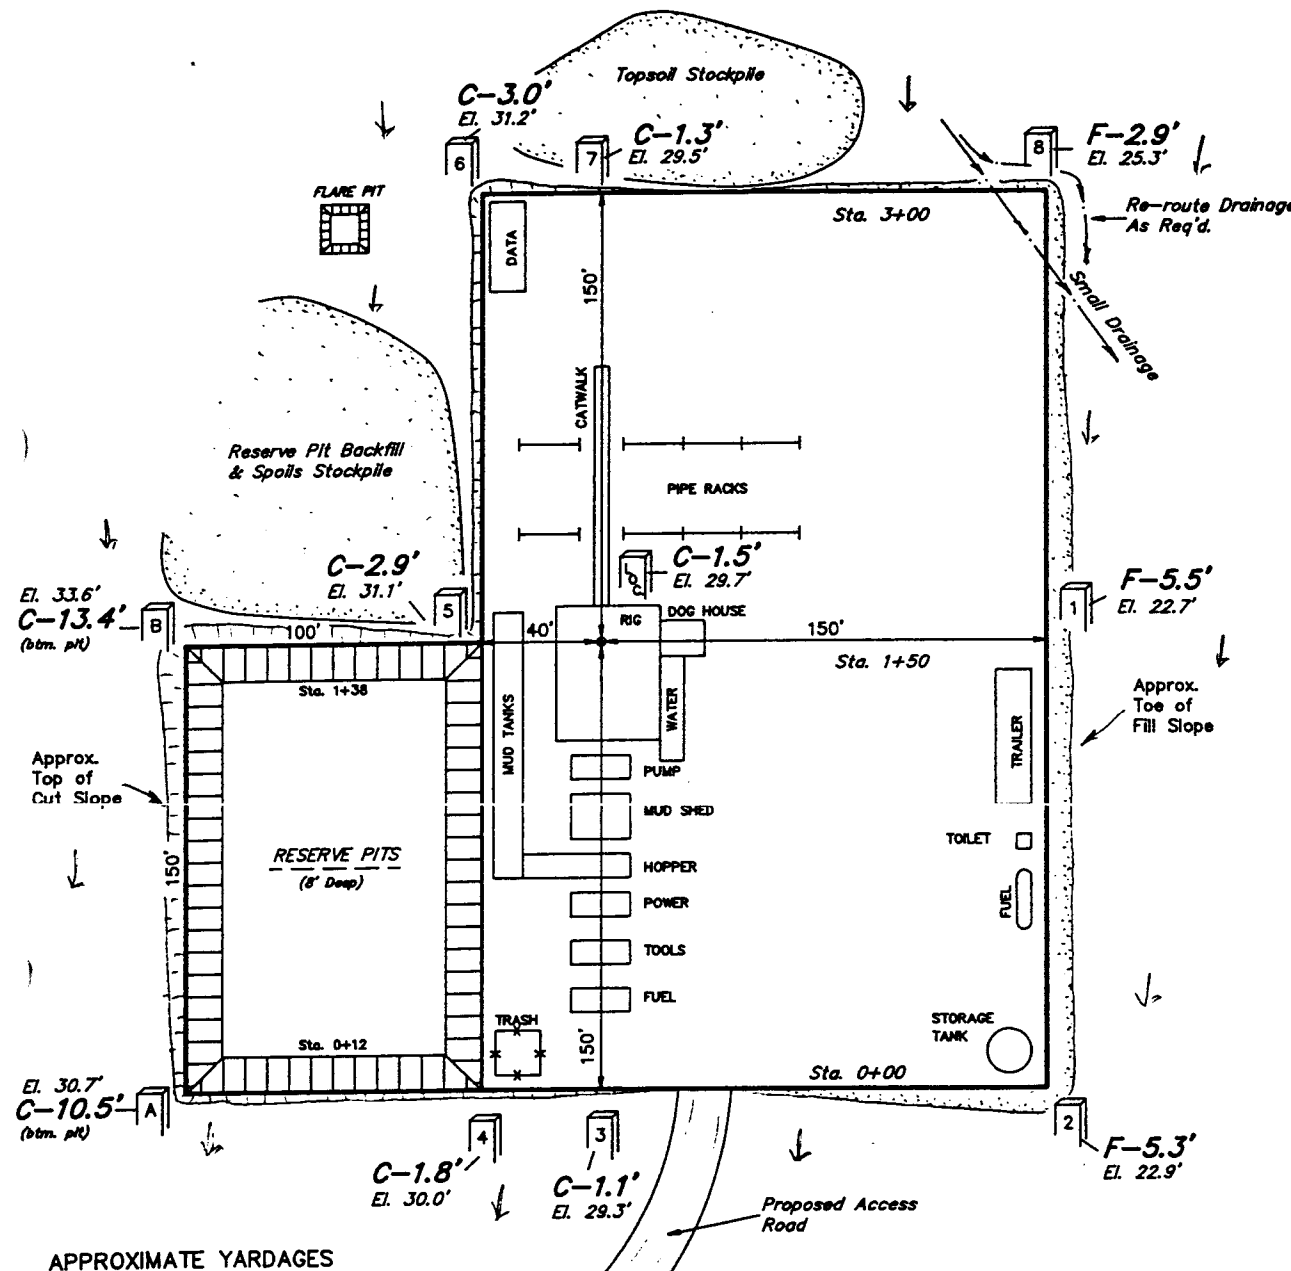 Topsoil Stockpile
C-3.0'
El. 31.2'
C-1.3'
El. 29.5'
F-2.9'
El. 25.3'
6
7
8
FLARE PIT
Sta. 3+00
Re-route Drainage
As Req'd.
DATA
150'
Small Drainage
CATWALK
Reserve Pit Backfill
& Spoils Stockpile
PIPE RACKS
C-2.9'
El. 31.1'
C-1.5'
El. 29.7'
LOC
F-5.5'
El. 22.7'
El. 33.6'
C-13.4'
(btm. pit)
B
5
1
RIG
DOG HOUSE
100'
40'
150'
Sta. 1+50
Sta. 1+38
Approx.
Toe of
Fill Slope
MUD TANKS
WATER
TRAILER
Approx.
Top of
Cut Slope
PUMP
MUD SHED
TOILET
150'
RESERVE PITS
(8' Deep)
HOPPER
FUEL
POWER
TOOLS
FUEL
TRASH
STORAGE
TANK
Sta. 0+12
150'
Sta. 0+00
El. 30.7'
C-10.5'
(btm. pit)
A
4
3
2
C-1.8'
El. 30.0'
C-1.1'
El. 29.3'
F-5.3'
El. 22.9'
Proposed Access
Road
APPROXIMATE YARDAGES